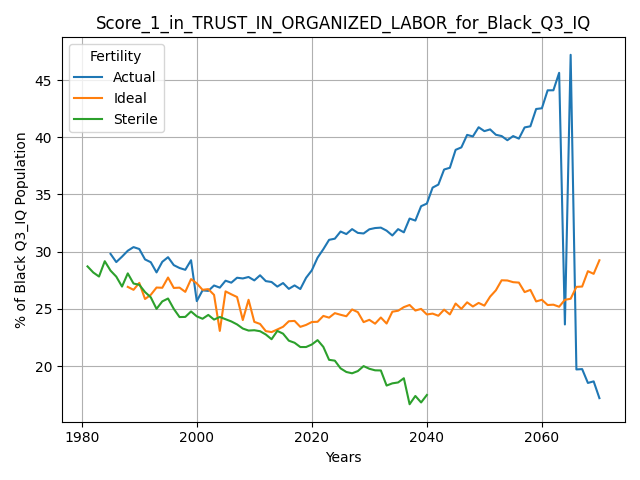 Score_1_in_TRUST_IN_ORGANIZED_LABOR_for_Black_Q3_IQ
Fertility
Actual
Ideal
Sterile
% of Black Q3_IQ Population
45
40
35
30
25
20
1980
2000
2020
2040
2060
Years